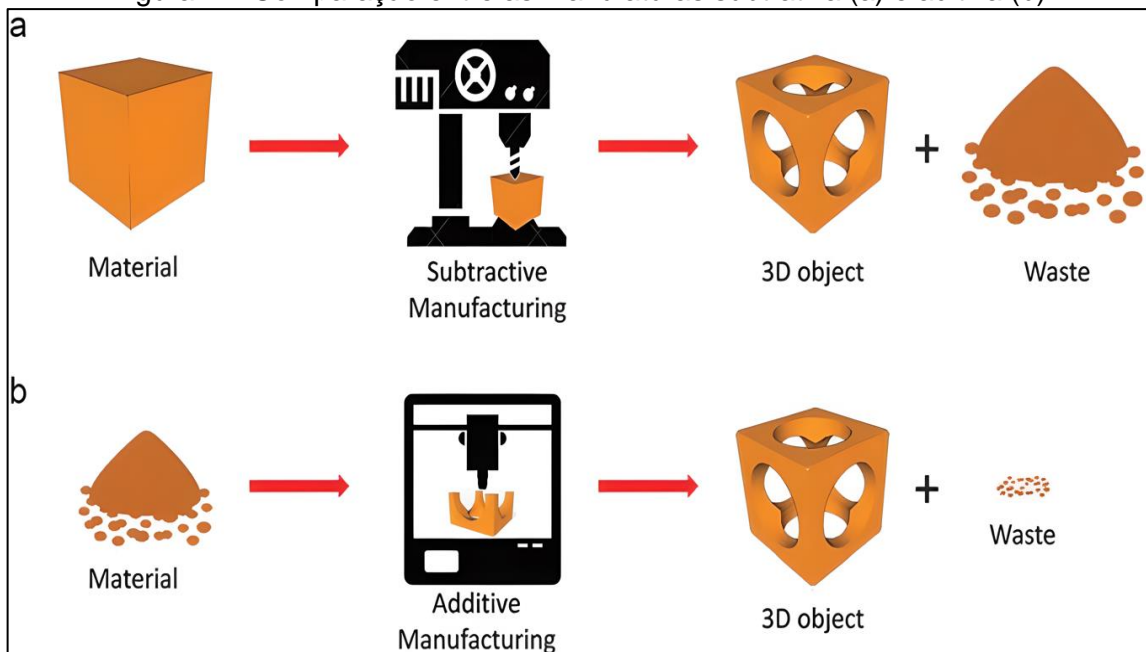 a
Material
Subtractive
Manufacturing
3D object
+
Waste
b
Material
Additive
Manufacturing
3D object
+
Waste